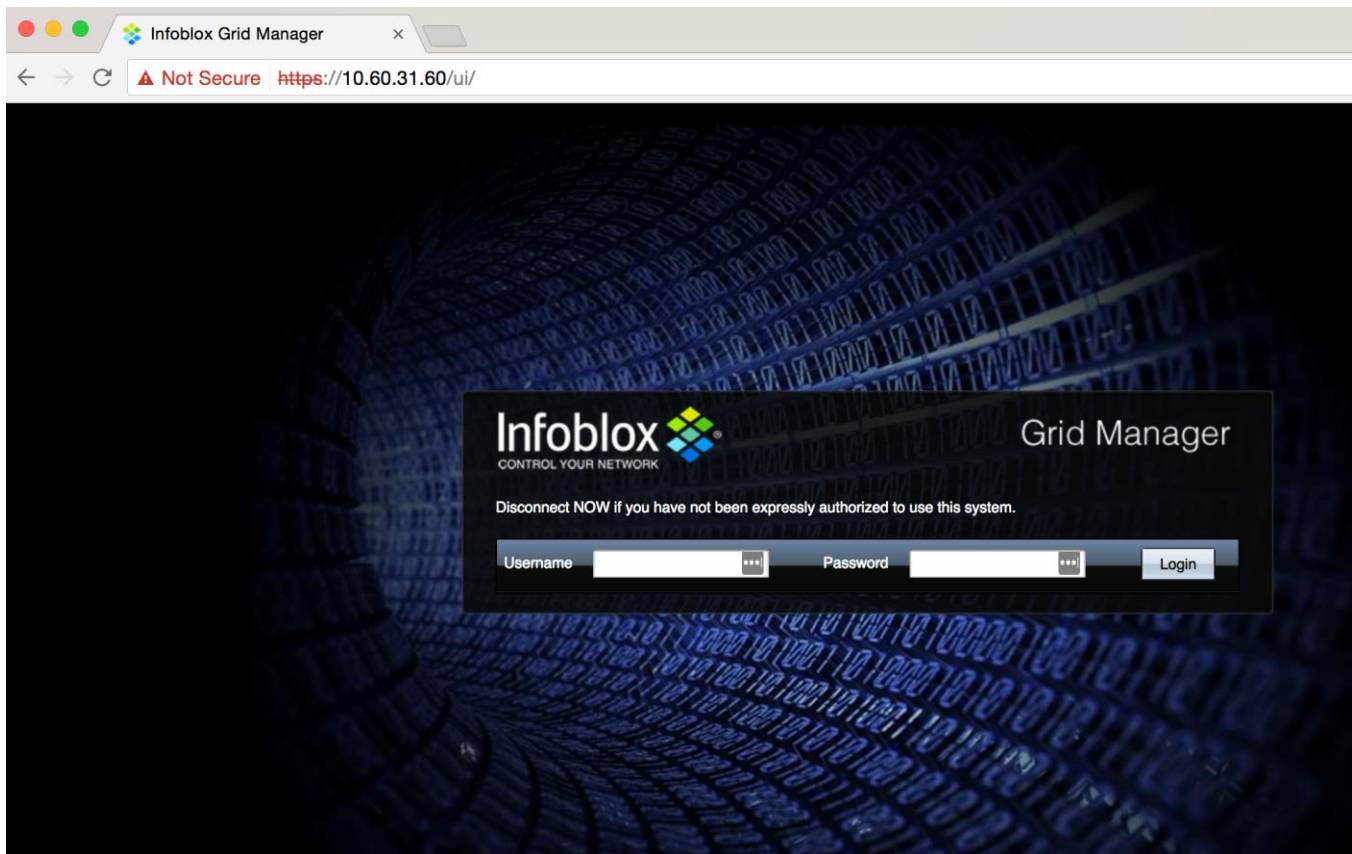 Infoblox Grid Manager
Not Secure https://10.60.31.60/ui/
Infoblox Grid Manager
CONTROL YOUR NETWORK
Disconnect NOW if you have not been expressly authorized to use this system.
Username Password Login